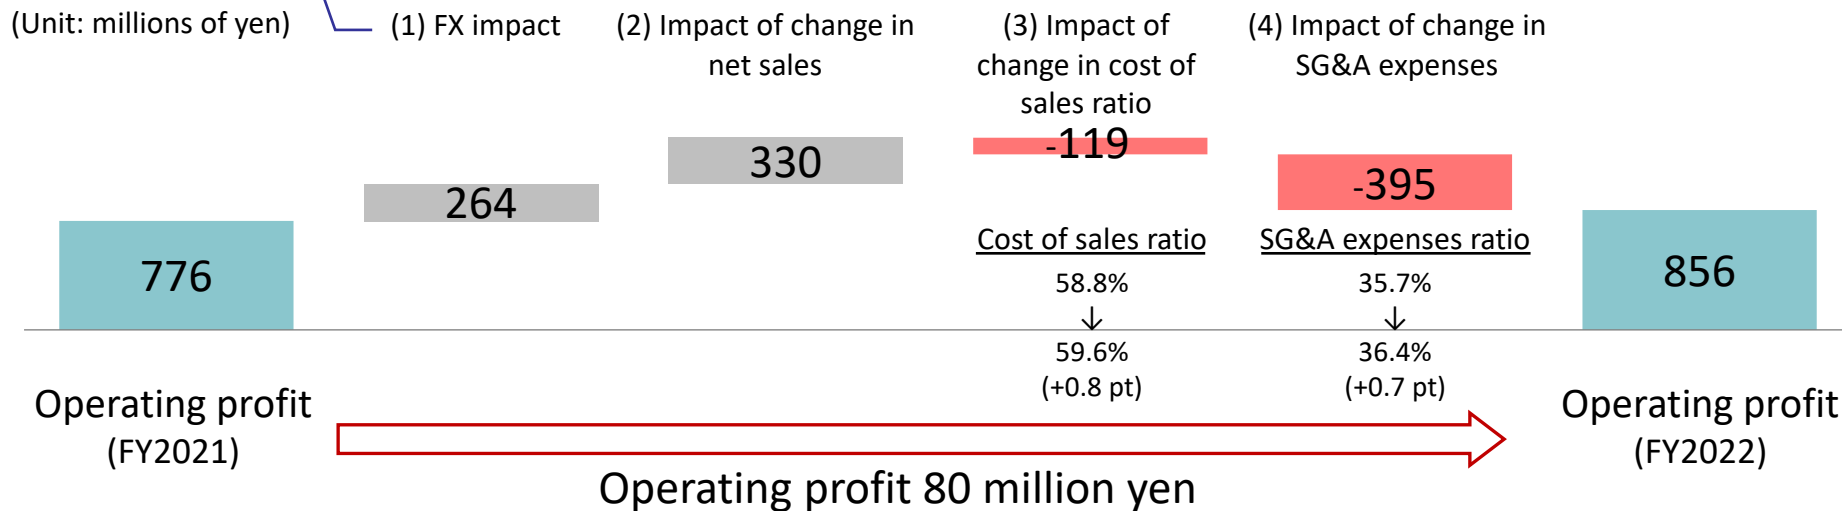 (Unit: millions of yen)
(1) FX impact
(2) Impact of change in
net sales
(3) Impact of
change in cost of
sales ratio
(4) Impact of change in
SG&A expenses
776
264
330
-119
-395
856
Cost of sales ratio
58.8%
↓
59.6%
(+0.8 pt)
SG&A expenses ratio
35.7%
↓
36.4%
(+0.7 pt)
Operating profit
(FY2021)
Operating profit
(FY2022)
Operating profit 80 million yen